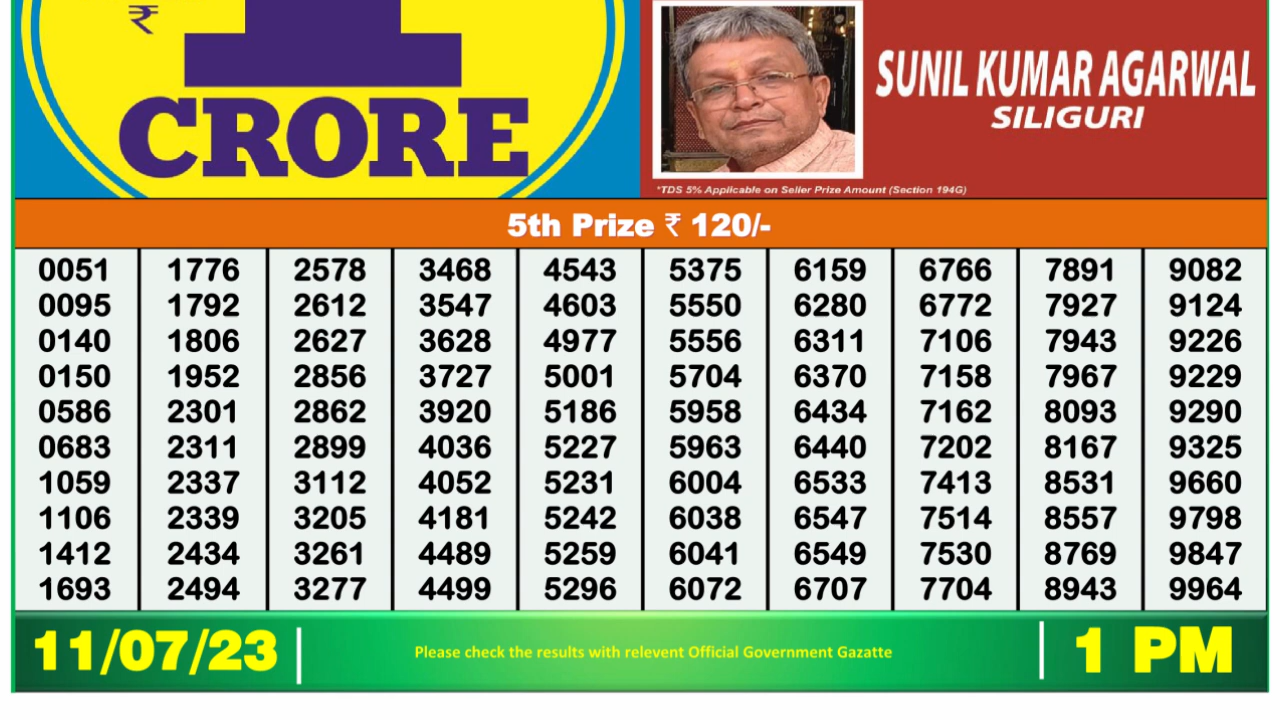 ₹
1
CRORE
SUNIL KUMAR AGARWAL
SILIGURI
*TDS 5% Applicable on Seller Prize Amount (Section 194G)
5th Prize ₹ 120/-
0051 1776 2578 3468 4543 5375 6159 6766 7891 9082
0095 1792 2612 3547 4603 5550 6280 6772 7927 9124
0140 1806 2627 3628 4977 5556 6311 7106 7943 9226
0150 1952 2856 3727 5001 5704 6370 7158 7967 9229
0586 2301 2862 3920 5186 5958 6434 7162 8093 9290
0683 2311 2899 4036 5227 5963 6440 7202 8167 9325
1059 2337 3112 4052 5231 6004 6533 7413 8531 9660
1106 2339 3205 4181 5242 6038 6547 7514 8557 9798
1412 2434 3261 4489 5259 6041 6549 7530 8769 9847
1693 2494 3277 4499 5296 6072 6707 7704 8943 9964
11/07/23
Please check the results with relevent Official Government Gazatte
1 PM